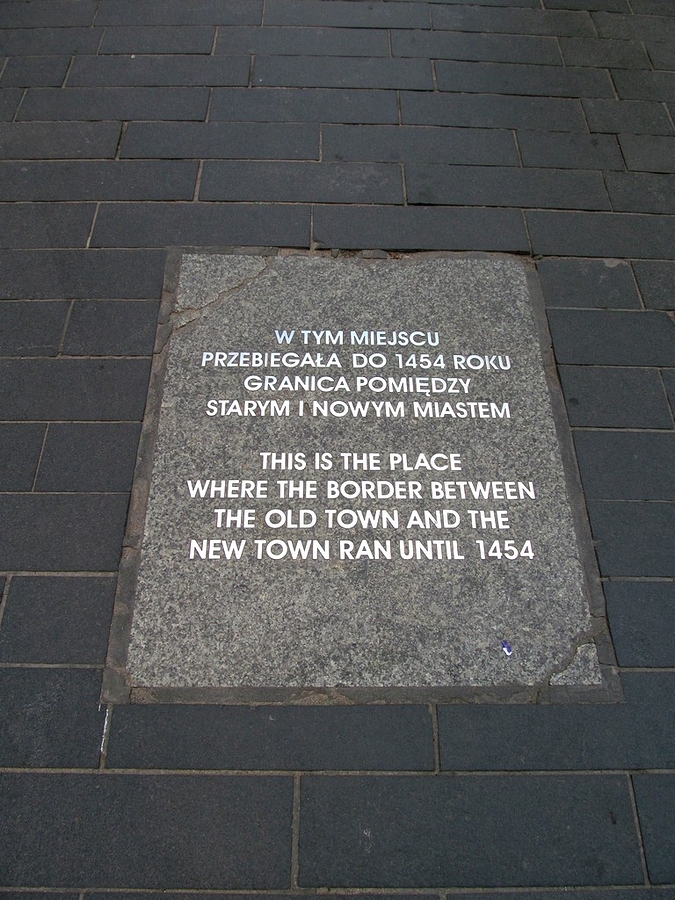 W TYM MIEJSCU
PRZEBIEGAŁA DO 1454 ROKU
GRANICA POMIĘDZY
STARYM I NOWYM MIASTEM
THIS IS THE PLACE
WHERE THE BORDER BETWEEN
THE OLD TOWN AND THE
NEW TOWN RAN UNTIL 1454